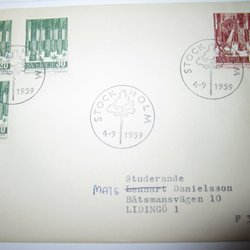 STOCKHOLM
4-9 1959
STOCKHOLM
4-9 1959
STOCKHOLM
4-9 1959
SVERIGE
Studerande
Mats Lennart Danielsson
Båtsmansvägen 10
LIDINGÖ 1
F